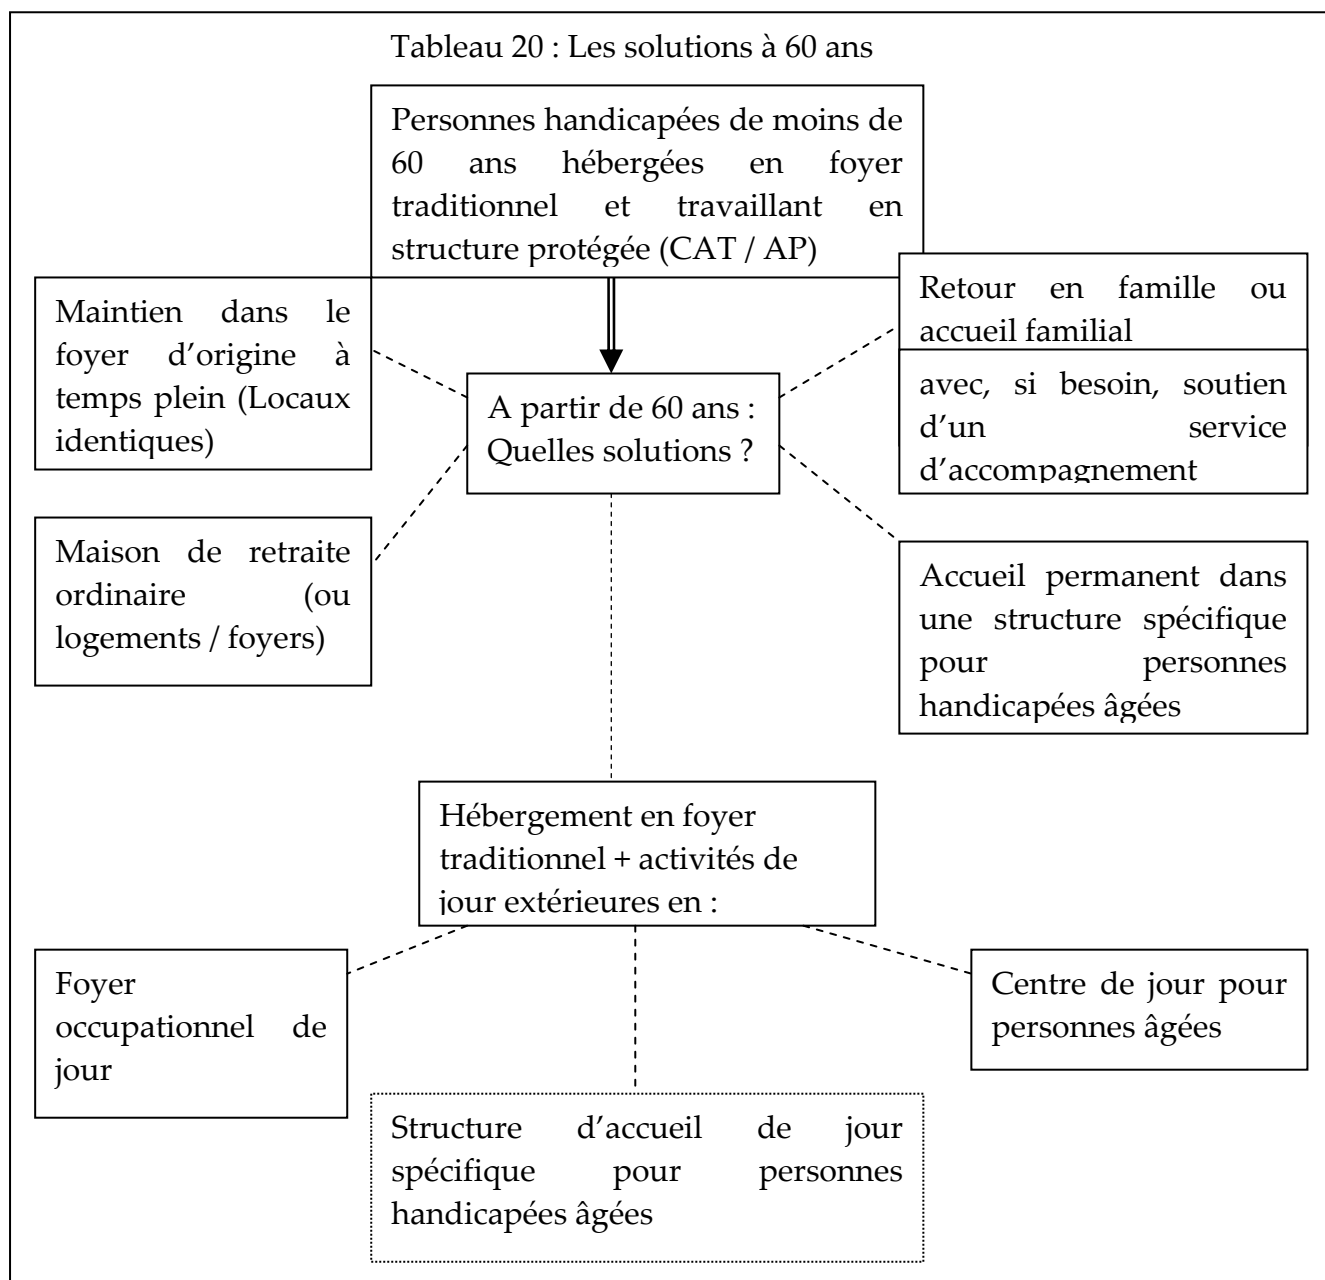 Tableau 20 : Les solutions à 60 ans
Personnes handicapées de moins de
60 ans hébergées en foyer
traditionnel et travaillant en
structure protégée (CAT / AP)
Maintien dans le
foyer d’origine à
temps plein (Locaux
identiques)
Retour en famille ou
accueil familial
avec, si besoin, soutien
d’un service
d’accompagnement
A partir de 60 ans :
Quelles solutions ?
Maison de retraite
ordinaire (ou
logements / foyers)
Accueil permanent dans
une structure spécifique
pour personnes
handicapées âgées
Hébergement en foyer
traditionnel + activités de
jour extérieures en :
Foyer
occupationnel de
jour
Centre de jour pour
personnes âgées
Structure d’accueil de jour
spécifique pour personnes
handicapées âgées